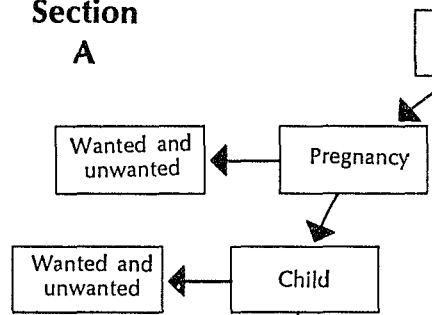 Section
A
Wanted and
unwanted
Pregnancy
Wanted and
unwanted
Child